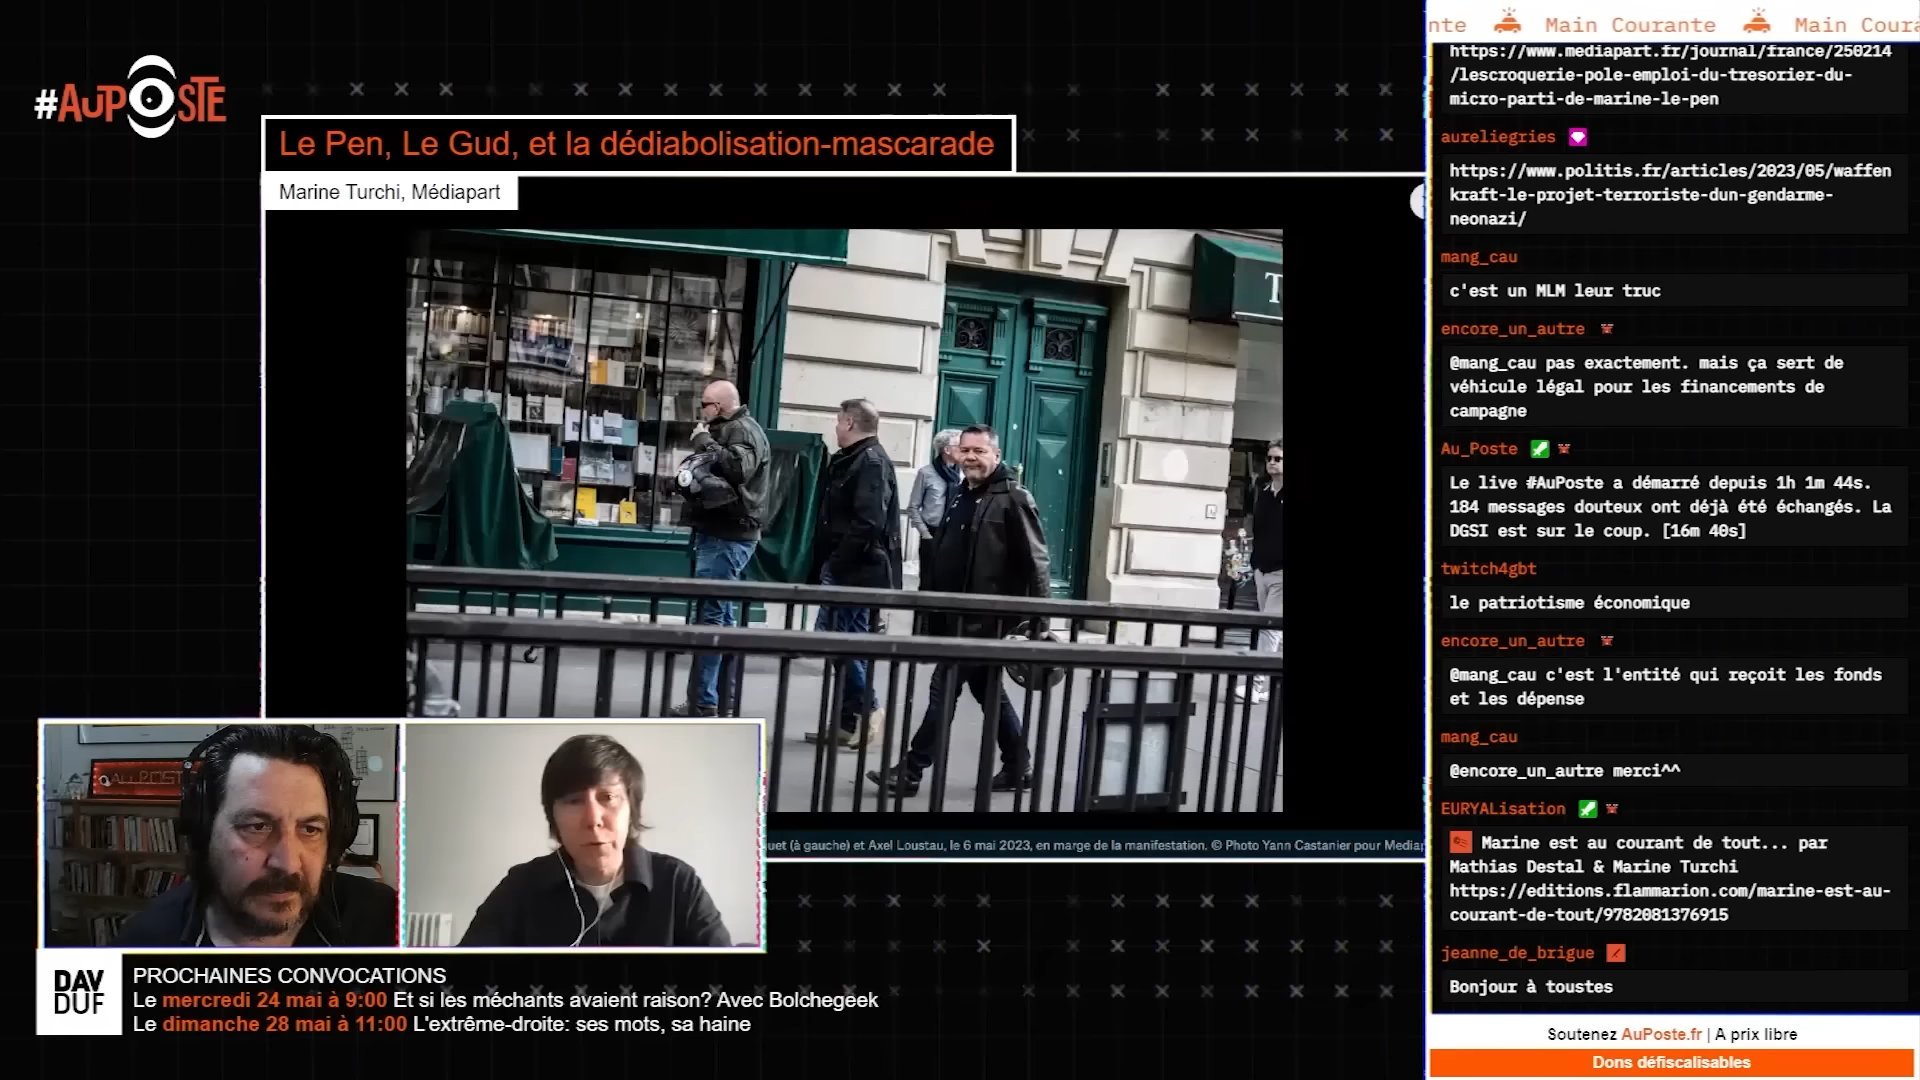 #AuPOSTE
Le Pen, Le Gud, et la dédiabolisation-mascarade
Marine Turchi, Médiapart
T
uet (à gauche) et Axel Loustau, le 6 mai 2023, en marge de la manifestation. © Photo Yann Castanier pour Mediap
AU POST
DAV
DUF
PROCHAINES CONVOCATIONS
Le mercredi 24 mai à 9:00 Et si les méchants avaient raison? Avec Bolchegeek
Le dimanche 28 mai à 11:00 L'extrême-droite: ses mots, sa haine
nte Main Courante Main Coura
https://www.mediapart.fr/journal/france/250214
/lescroquerie-pole-emploi-du-tresorier-du-
micro-parti-de-marine-le-pen
aureliegries
https://www.politis.fr/articles/2023/05/waffen
kraft-le-projet-terroriste-dun-gendarme-
neonazi/
mang_cau
c'est un MLM leur truc
encore_un_autre
@mang_cau pas exactement. mais ça sert de
véhicule légal pour les financements de
campagne
Au_Poste
Le live #AuPoste a démarré depuis 1h 1m 44s.
184 messages douteux ont déjà été échangés. La
DGSI est sur le coup. [16m 40s]
twitch4gbt
le patriotisme économique
encore_un_autre
@mang_cau c'est l'entité qui reçoit les fonds
et les dépense
mang_cau
@encore_un_autre merci^^
EURYALisation
Marine est au courant de tout... par
Mathias Destal & Marine Turchi
https://editions.flammarion.com/marine-est-au-
courant-de-tout/9782081376915
jeanne_de_brigue
Bonjour à toustes
Soutenez AuPoste.fr | A prix libre
Dons défiscalisables